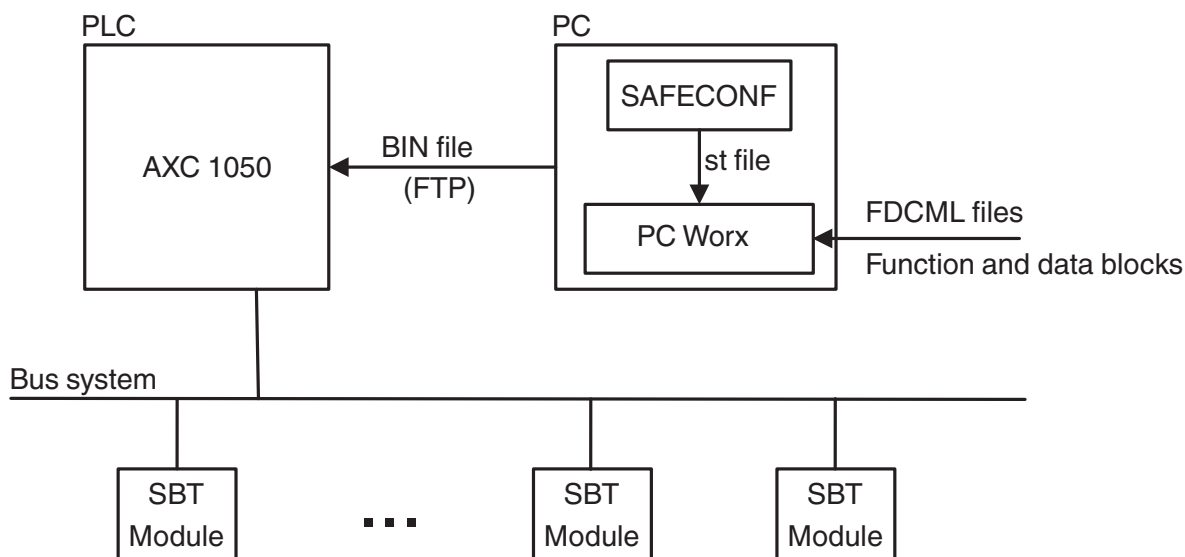 PLC
PC
SAFECONF
BIN file
(FTP)
AXC 1050
st file
PC Worx
FDCML files
Function and data blocks
Bus system
SBT
Module
...
SBT
Module
SBT
Module